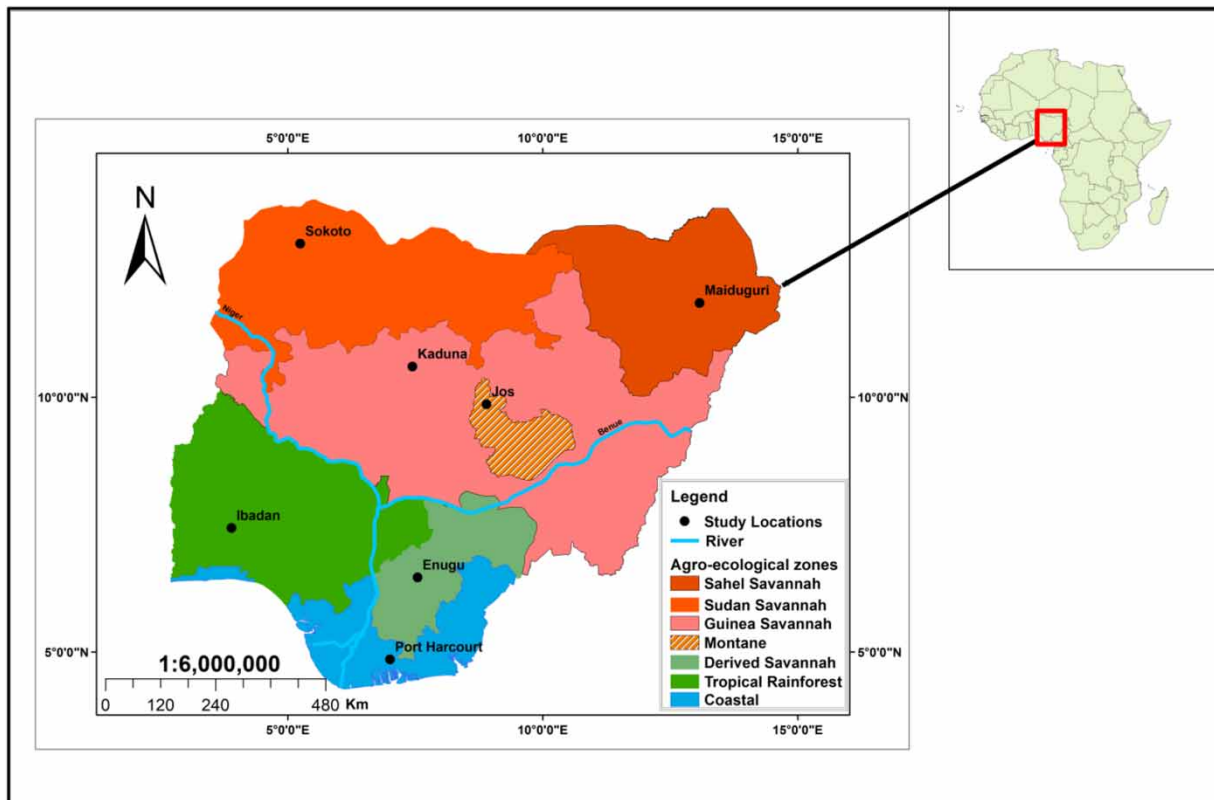 5°0'0"E
10°0'0"E
15°0'0"E
N
Sokoto
Maiduguri
Niger
Kaduna
10°0'0"N
10°0'0"N
Jos
Benue
Ibadan
Enugu
Port Harcourt
5°0'0"N
5°0'0"N
1:6,000,000
0 120 240 480 Km
Legend
Study Locations
River
Agro-ecological zones
Sahel Savannah
Sudan Savannah
Guinea Savannah
Montane
Derived Savannah
Tropical Rainforest
Coastal
5°0'0"E
10°0'0"E
15°0'0"E